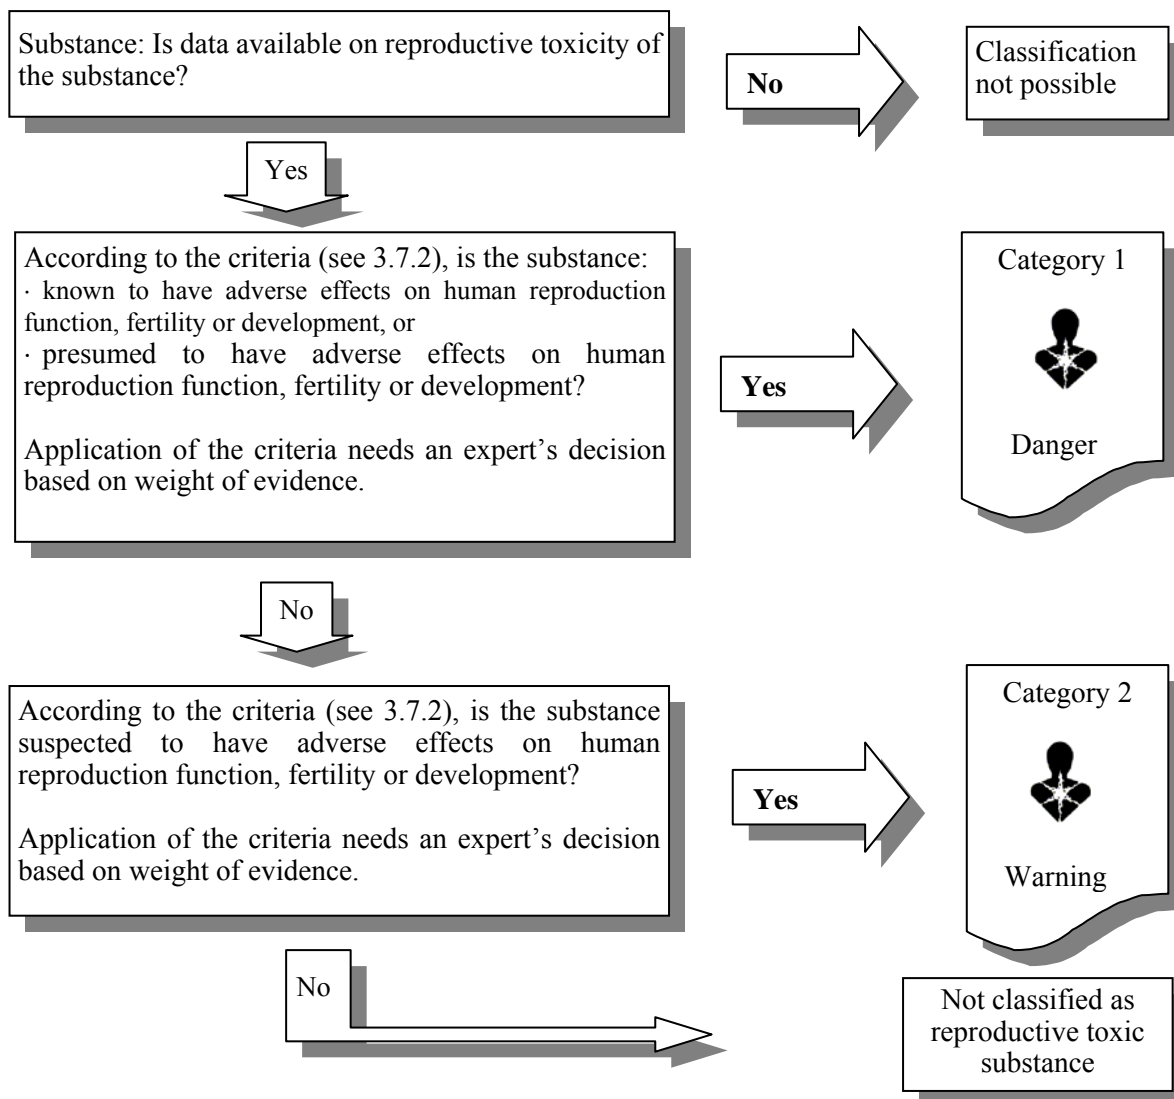 Substance: Is data available on reproductive toxicity of
the substance?
No
Classification
not possible
Yes
According to the criteria (see 3.7.2), is the substance:
· known to have adverse effects on human reproduction
function, fertility or development, or
· presumed to have adverse effects on human
reproduction function, fertility or development?
Application of the criteria needs an expert’s decision
based on weight of evidence.
Yes
Category 1
Danger
No
According to the criteria (see 3.7.2), is the substance
suspected to have adverse effects on human
reproduction function, fertility or development?
Application of the criteria needs an expert’s decision
based on weight of evidence.
Yes
Category 2
Warning
No
Not classified as
reproductive toxic
substance